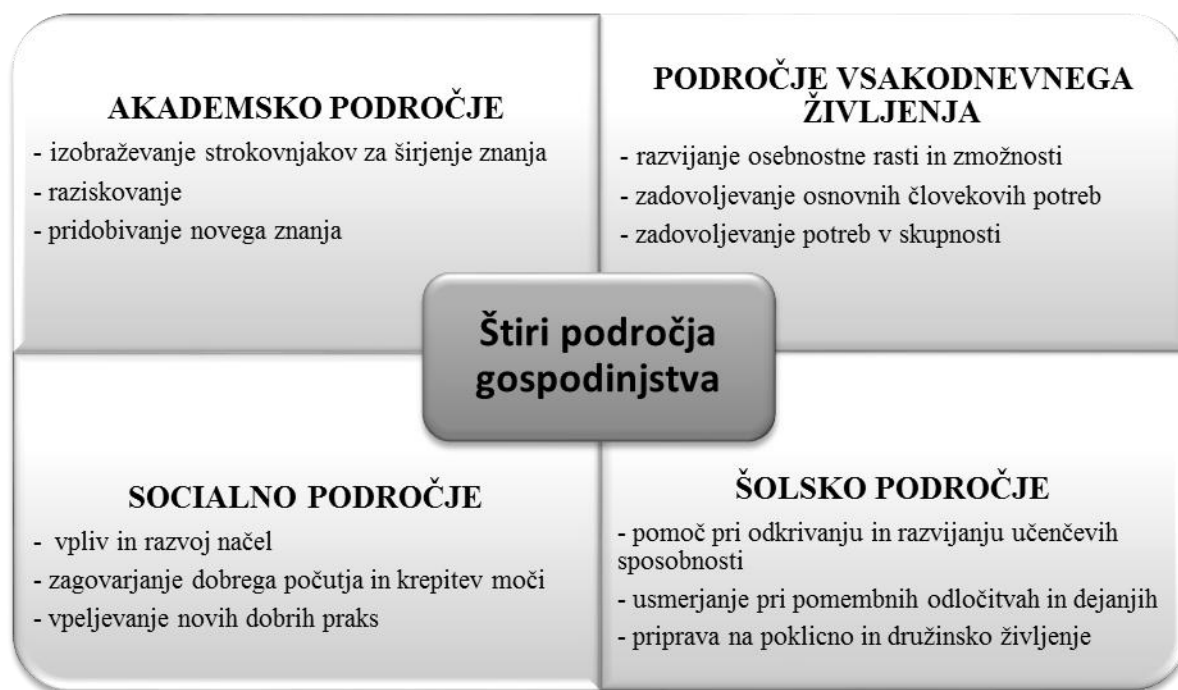 AKADEMSKO PODROČJE
- izobraževanje strokovnjakov za širjenje znanja
- raziskovanje
- pridobivanje novega znanja
PODROČJE VSAKODNEVNEGA
ŽIVLJENJA
- razvijanje osebnostne rasti in zmožnosti
- zadovoljevanje osnovnih človekovih potreb
- zadovoljevanje potreb v skupnosti
Štiri področja
gospodinjstva
SOCIALNO PODROČJE
- vpliv in razvoj načel
- zagovarjanje dobrega počutja in krepitev moči
- vpeljevanje novih dobrih praks
ŠOLSKO PODROČJE
- pomoč pri odkrivanju in razvijanju učenčevih
sposobnosti
- usmerjanje pri pomembnih odločitvah in dejanjih
- priprava na poklicno in družinsko življenje